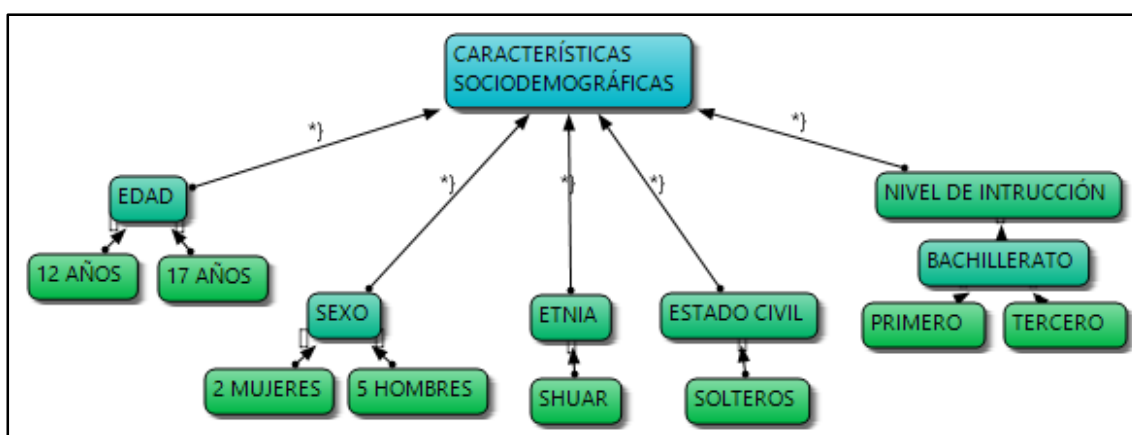 CARACTERÍSTICAS
SOCIODEMOGRÁFICAS
*}
*}
*}
*}
*}
EDAD
NIVEL DE INTRUCCIÓN
12 AÑOS
17 AÑOS
BACHILLERATO
SEXO
ETNIA
ESTADO CIVIL
PRIMERO
TERCERO
2 MUJERES
5 HOMBRES
SHUAR
SOLTEROS